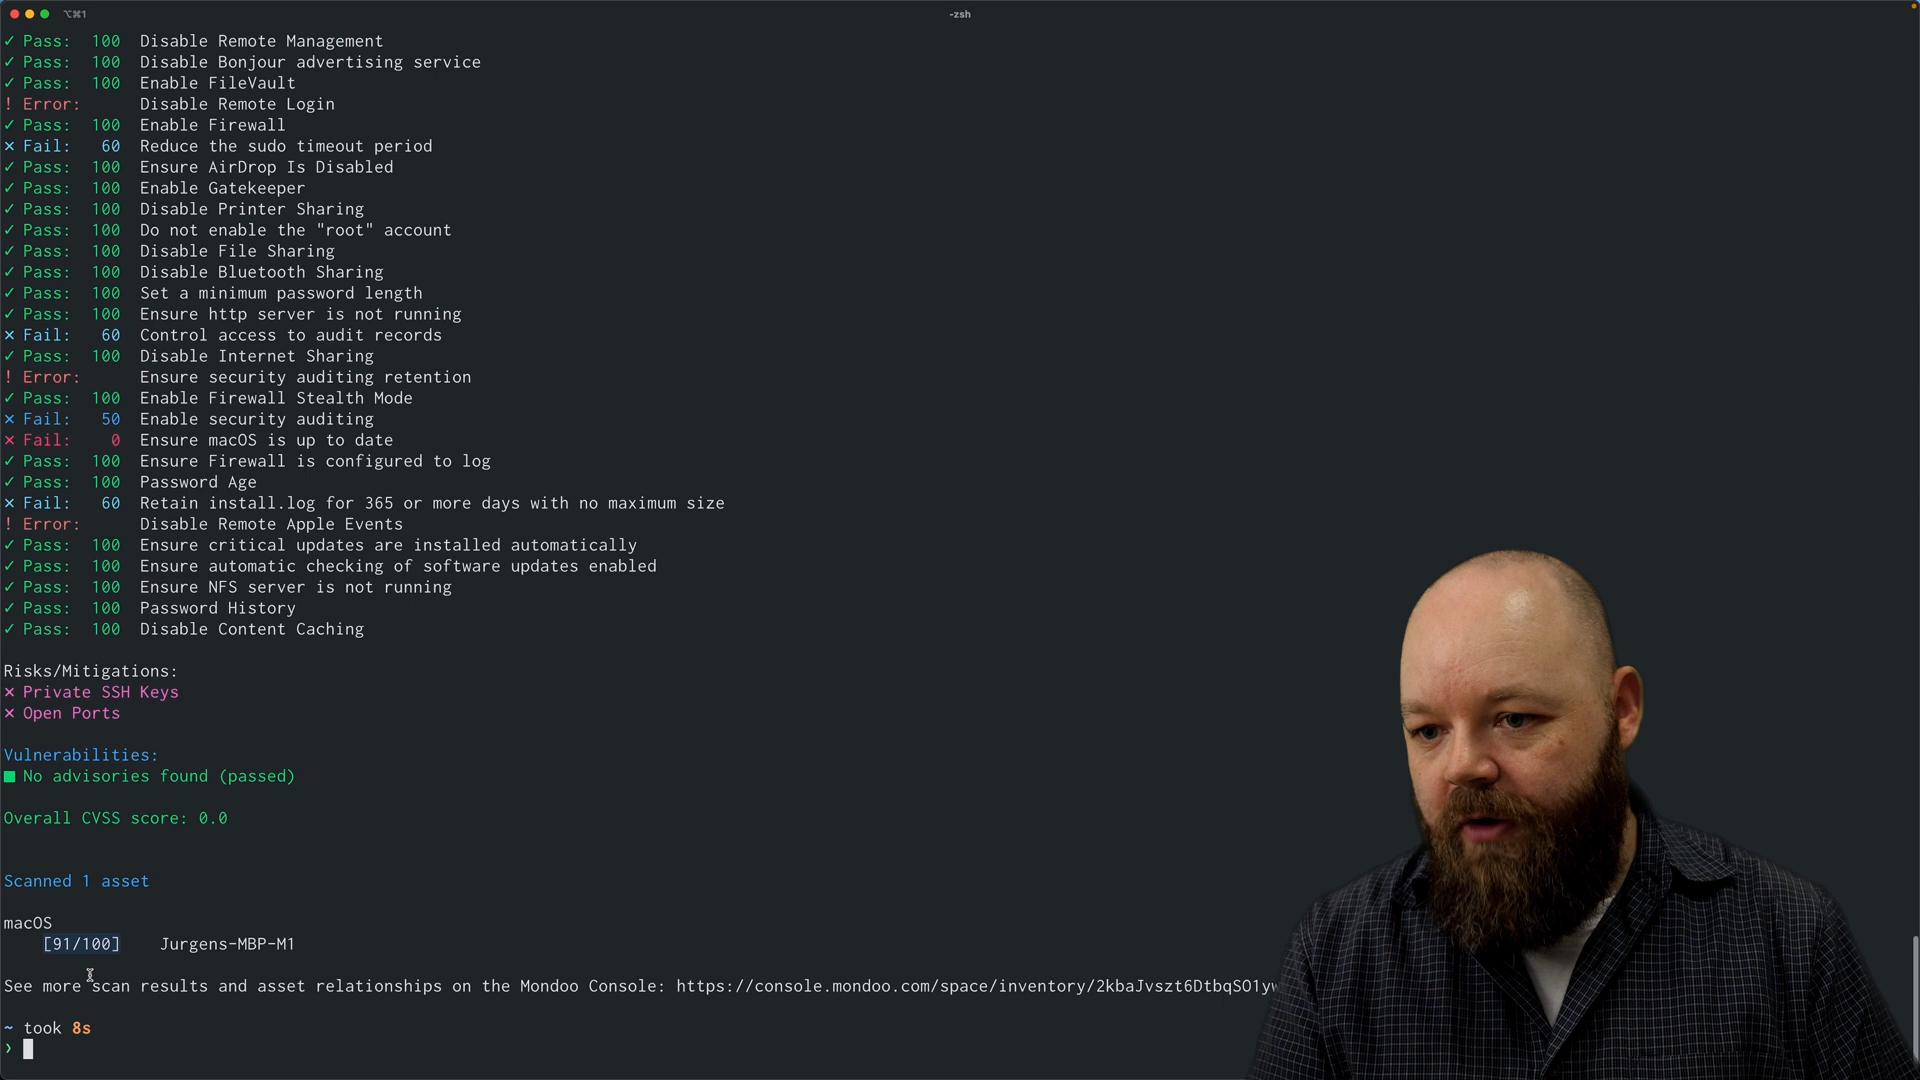 ⌥⌘1
-zsh
✓ Pass: 100 Disable Remote Management
✓ Pass: 100 Disable Bonjour advertising service
✓ Pass: 100 Enable FileVault
! Error: Disable Remote Login
✓ Pass: 100 Enable Firewall
✕ Fail: 60 Reduce the sudo timeout period
✓ Pass: 100 Ensure AirDrop Is Disabled
✓ Pass: 100 Enable Gatekeeper
✓ Pass: 100 Disable Printer Sharing
✓ Pass: 100 Do not enable the "root" account
✓ Pass: 100 Disable File Sharing
✓ Pass: 100 Disable Bluetooth Sharing
✓ Pass: 100 Set a minimum password length
✓ Pass: 100 Ensure http server is not running
✕ Fail: 60 Control access to audit records
✓ Pass: 100 Disable Internet Sharing
! Error: Ensure security auditing retention
✓ Pass: 100 Enable Firewall Stealth Mode
✕ Fail: 50 Enable security auditing
✕ Fail: 0 Ensure macOS is up to date
✓ Pass: 100 Ensure Firewall is configured to log
✓ Pass: 100 Password Age
✕ Fail: 60 Retain install.log for 365 or more days with no maximum size
! Error: Disable Remote Apple Events
✓ Pass: 100 Ensure critical updates are installed automatically
✓ Pass: 100 Ensure automatic checking of software updates enabled
✓ Pass: 100 Ensure NFS server is not running
✓ Pass: 100 Password History
✓ Pass: 100 Disable Content Caching
Risks/Mitigations:
✕ Private SSH Keys
✕ Open Ports
Vulnerabilities:
■ No advisories found (passed)
Overall CVSS score: 0.0
Scanned 1 asset
macOS
[91/100] Jurgens-MBP-M1
See more scan results and asset relationships on the Mondoo Console: https://console.mondoo.com/space/inventory/2kbaJvszt6DtbqSO1y
~ took 8s
❯